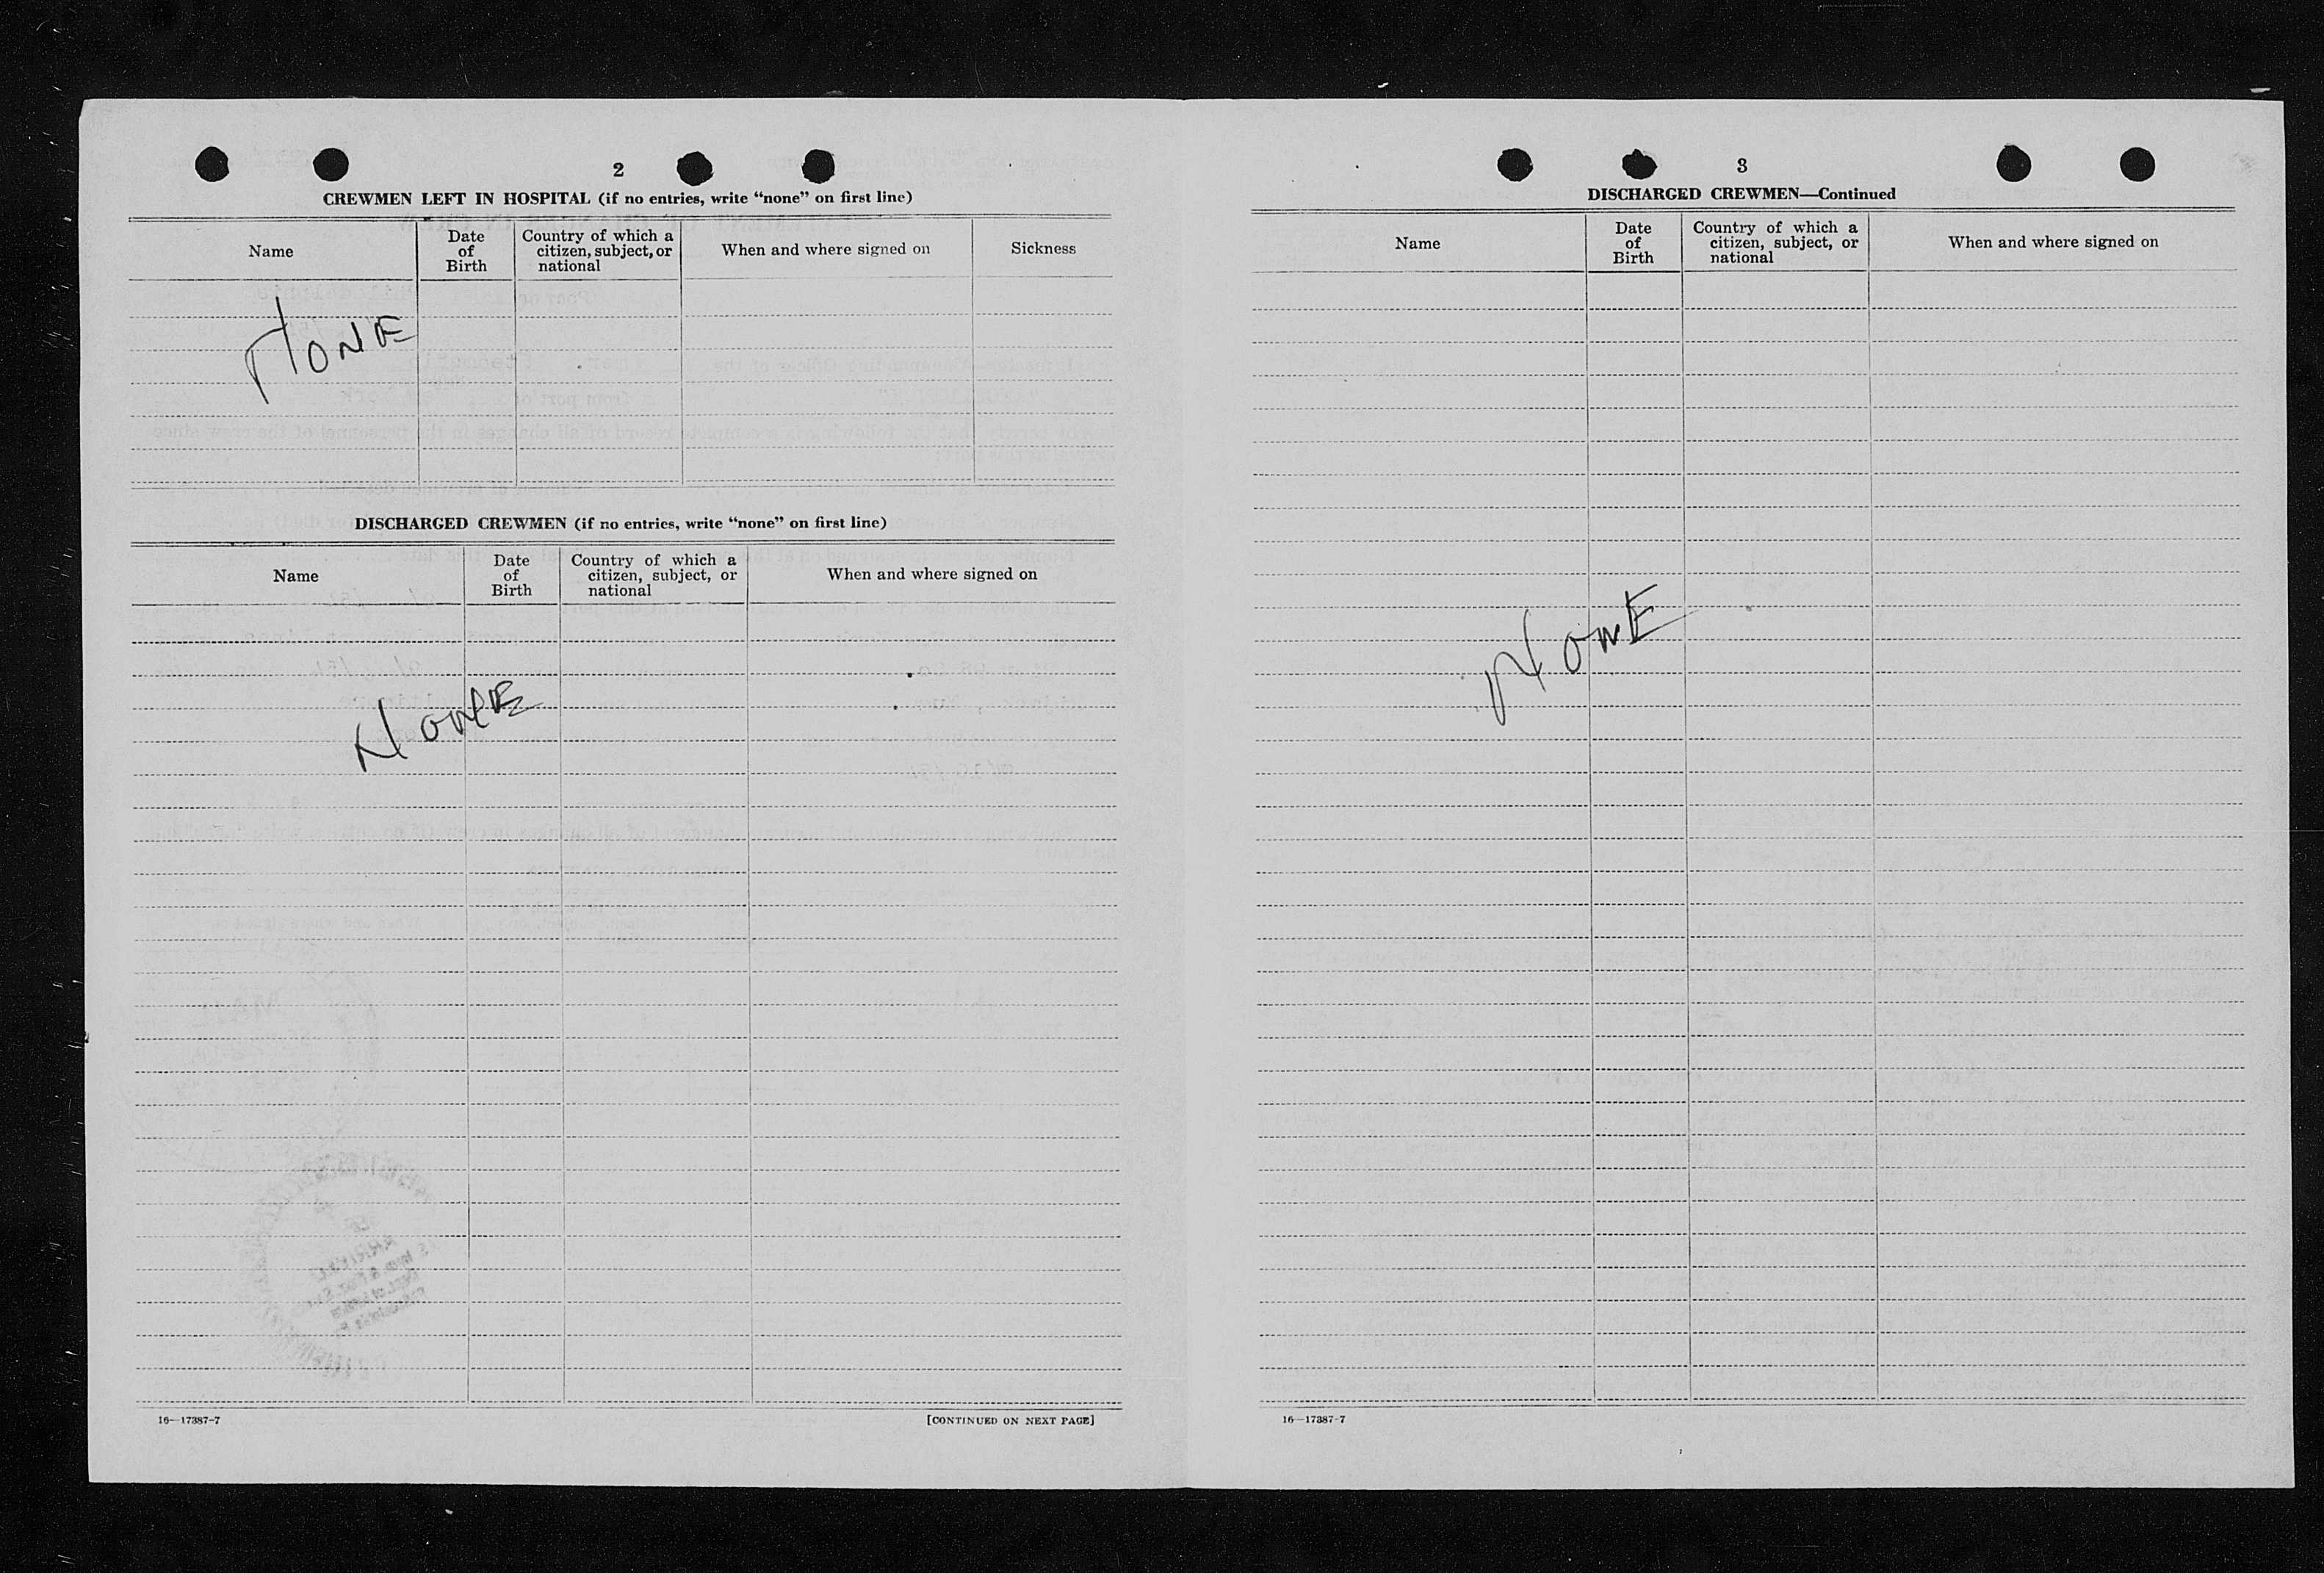 2
CREWMEN LEFT IN HOSPITAL (if no entries, write “none” on first line)
Name
Date of Birth
Country of which a citizen, subject, or national
When and where signed on
Sickness
NONE
DISCHARGED CREWMEN (if no entries, write “none” on first line)
Name
Date of Birth
Country of which a citizen, subject, or national
When and where signed on
NONE
16—17387-7
[CONTINUED ON NEXT PAGE]
3
DISCHARGED CREWMEN—Continued
Name
Date of Birth
Country of which a citizen, subject, or national
When and where signed on
NONE
16—17387-7